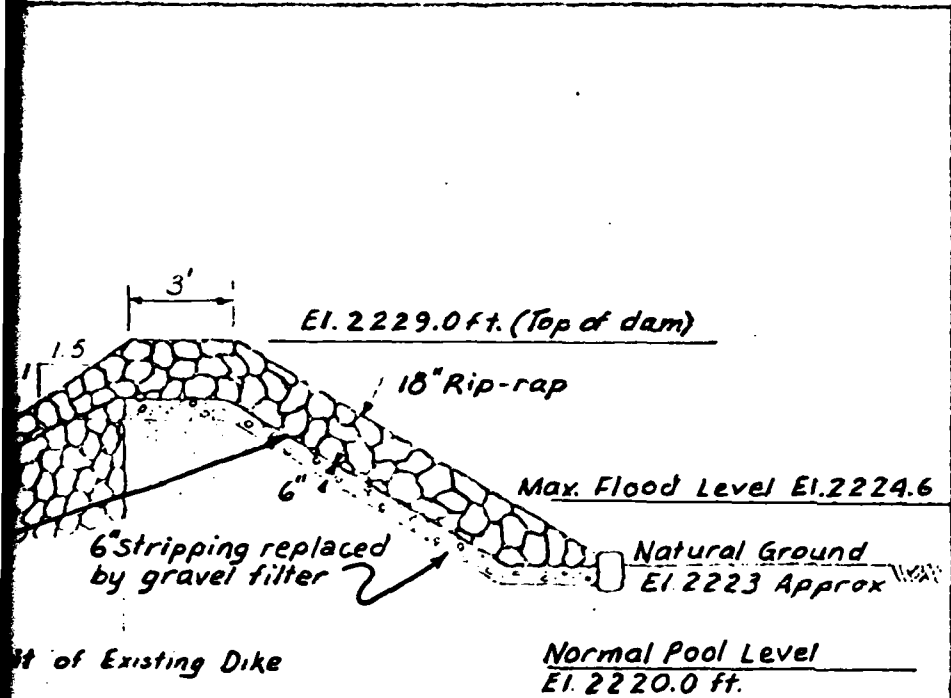 3'
El. 2229.0 ft. (Top of dam)
1.5
1
18" Rip-rap
6"
Max. Flood Level El. 2224.6
6" Stripping replaced
by gravel filter
Natural Ground
El. 2223 Approx
of Existing Dike
Normal Pool Level
El. 2220.0 ft.